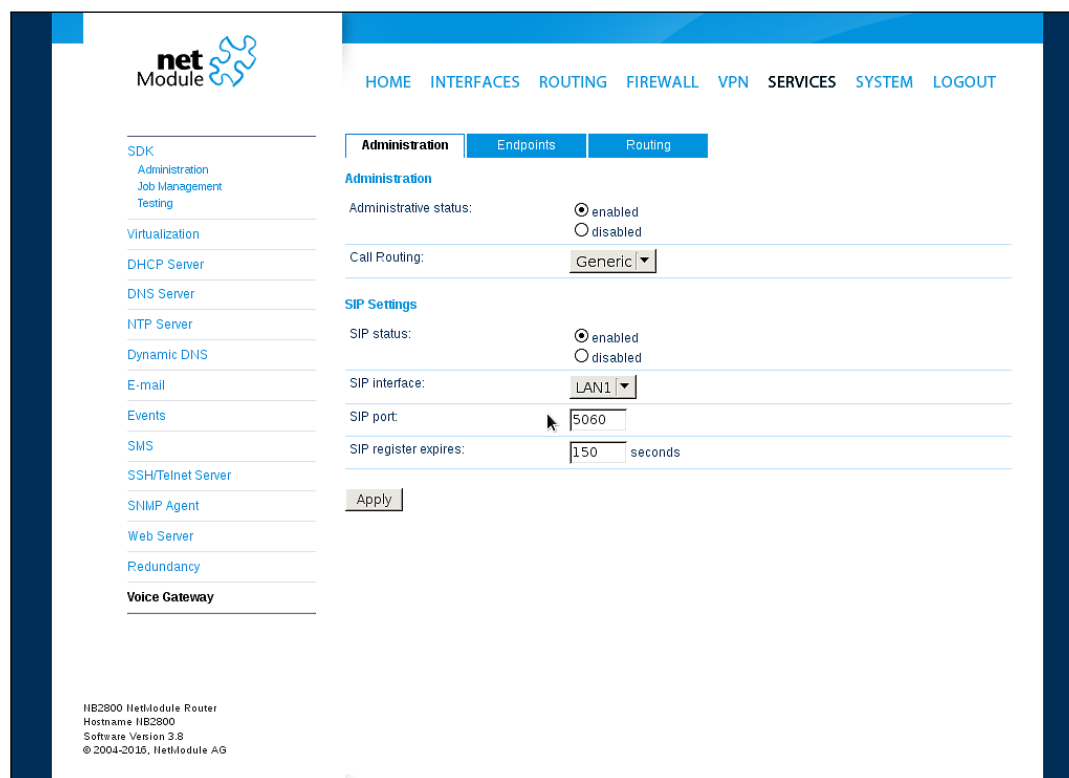 net
Module
HOME INTERFACES ROUTING FIREWALL VPN SERVICES SYSTEM LOGOUT
SDK
Administration
Job Management
Testing
Virtualization
DHCP Server
DNS Server
NTP Server
Dynamic DNS
E-mail
Events
SMS
SSH/Telnet Server
SNMP Agent
Web Server
Redundancy
Voice Gateway
Administration Endpoints Routing
Administration
Administrative status:
enabled
disabled
Call Routing: Generic
SIP Settings
SIP status:
enabled
disabled
SIP interface: LAN1
SIP port: 5060
SIP register expires: 150 seconds
Apply
NB2800 NetModule Router
Hostname NB2800
Software Version 3.8
© 2004-2016, NetModule AG